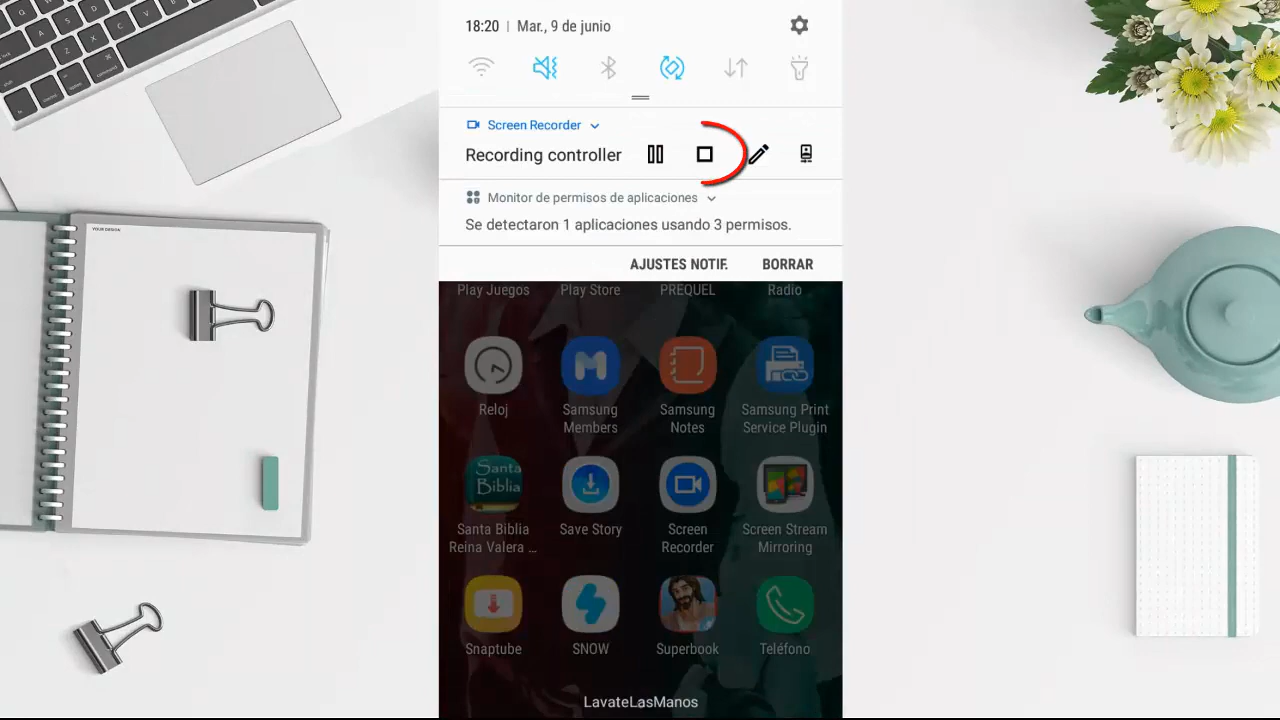 18:20 | Mar., 9 de junio
Screen Recorder
Recording controller
Monitor de permisos de aplicaciones
Se detectaron 1 aplicaciones usando 3 permisos.
AJUSTES NOTIF. BORRAR
Play Juegos Play Store PREQUEL Radio
Reloj Samsung Members Samsung Notes Samsung Print Service Plugin
Santa Biblia
Santa Biblia Reina Valera ... Save Story Screen Recorder Screen Stream Mirroring
Snaptube SNOW Superbook Teléfono
LavateLasManos
YOUR DESIGN